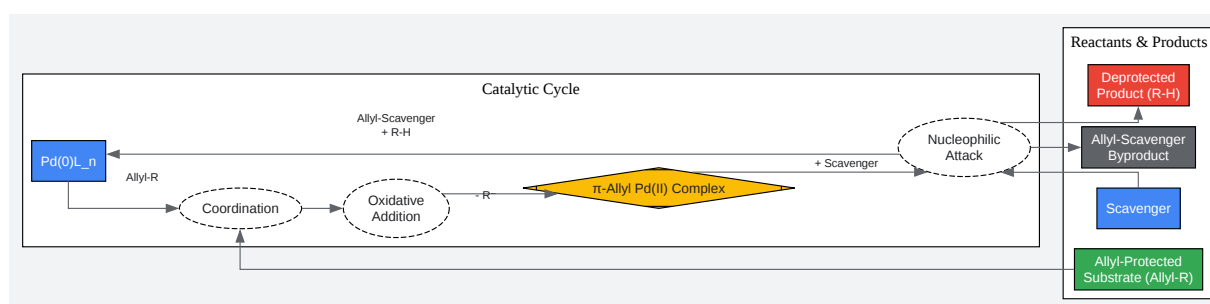 Reactants & Products
Catalytic Cycle
Deprotected
Product (R-H)
Allyl-Scavenger
+ R-H
Nucleophilic
Attack
Allyl-Scavenger
Byproduct
Pd(0)L_n
Allyl-R
+ Scavenger
π-Allyl Pd(II) Complex
- R
Coordination
Oxidative
Addition
Scavenger
Allyl-Protected
Substrate (Allyl-R)